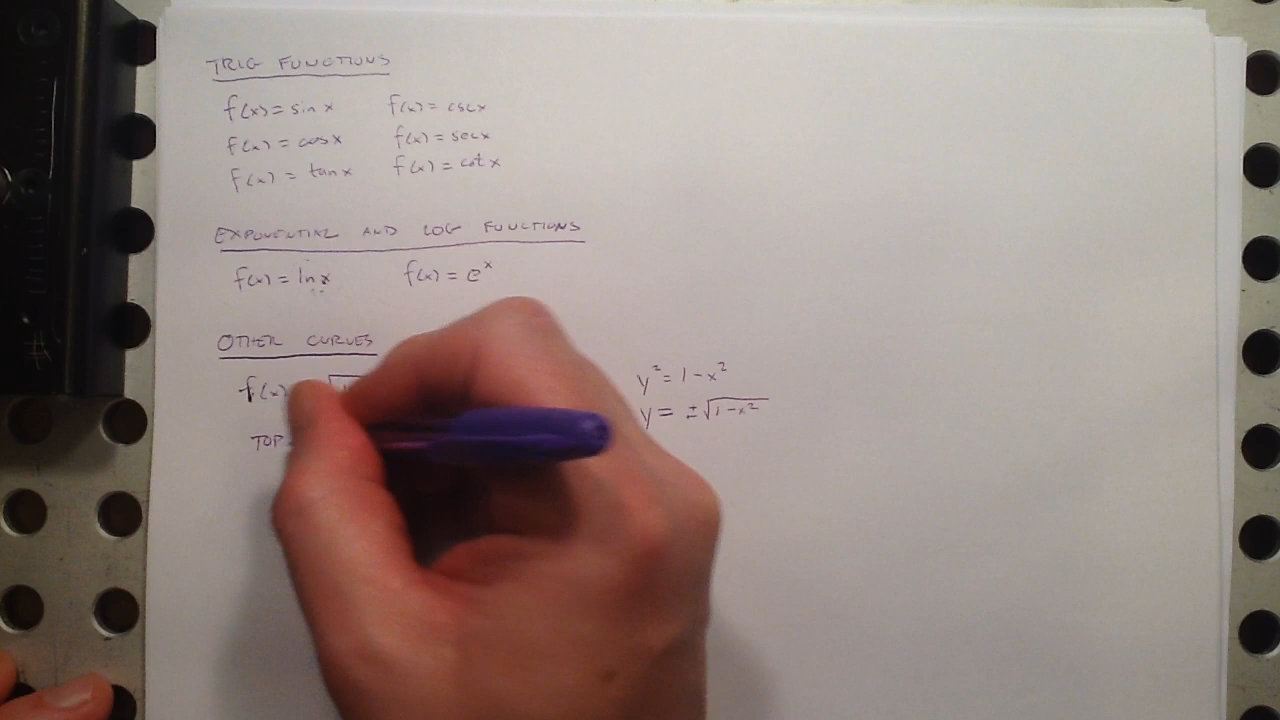 TRIG FUNCTIONS
f(x) = sin x f(x) = csc x
f(x) = cos x f(x) = sec x
f(x) = tan x f(x) = cot x
EXPONENTIAL AND LOG FUNCTIONS
f(x) = ln x f(x) = e^x
OTHER CURVES
f(x) y² = 1 - x²
y = ±√(1 - x²)
TOP